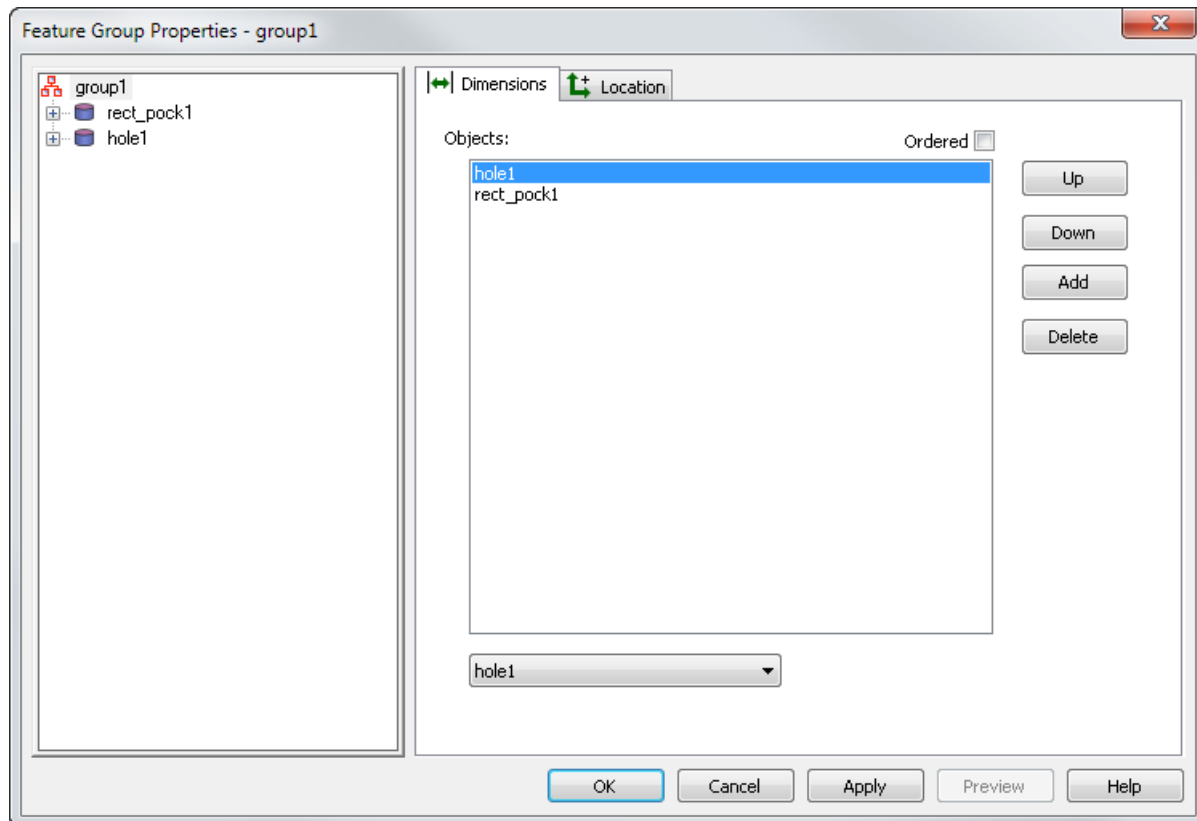 Feature Group Properties - group1
group1
rect_pock1
hole1
Dimensions
Location
Objects:
Ordered
hole1
rect_pock1
Up
Down
Add
Delete
hole1
OK
Cancel
Apply
Preview
Help